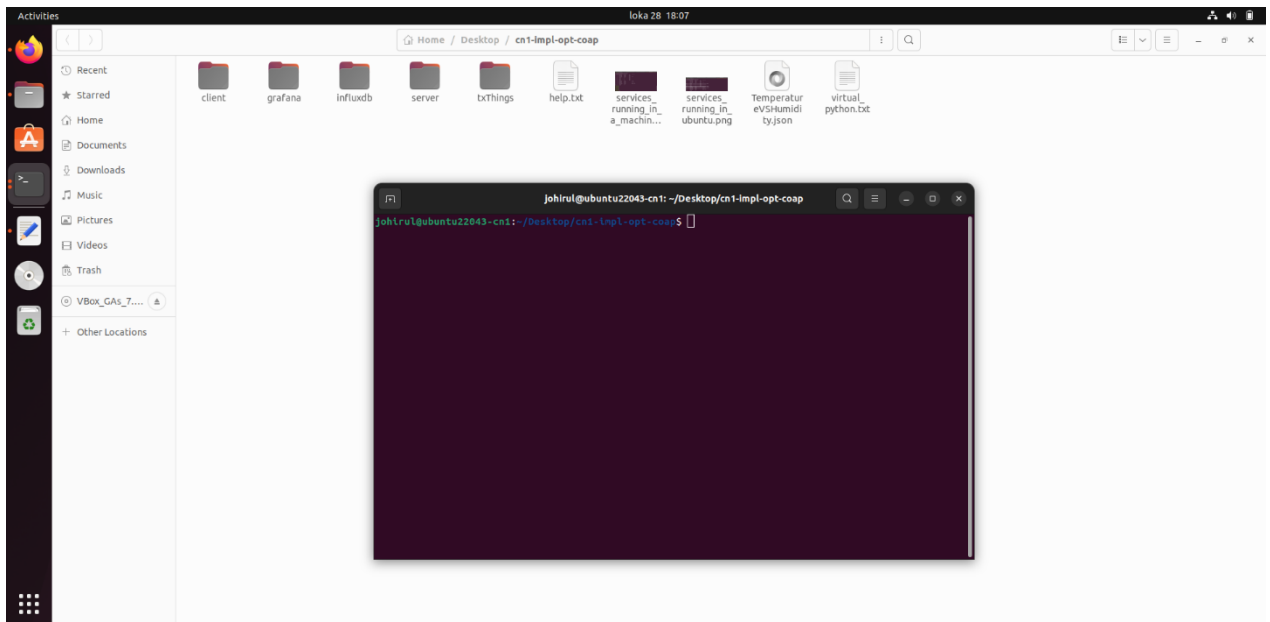 Activities
loka 28 18:07
Home / Desktop / cn1-impl-opt-coap
Recent
Starred
Home
Documents
Downloads
Music
Pictures
Videos
Trash
VBox_GAs_7....
+ Other Locations
client
grafana
influxdb
server
txThings
help.txt
services_
running_in_
a_machin...
services_
running_in_
ubuntu.png
Temperatur
eVSHumidi
ty.json
virtual_
python.txt
johirul@ubuntu22043-cn1: ~/Desktop/cn1-impl-opt-coap
johirul@ubuntu22043-cn1:~/Desktop/cn1-impl-opt-coap$